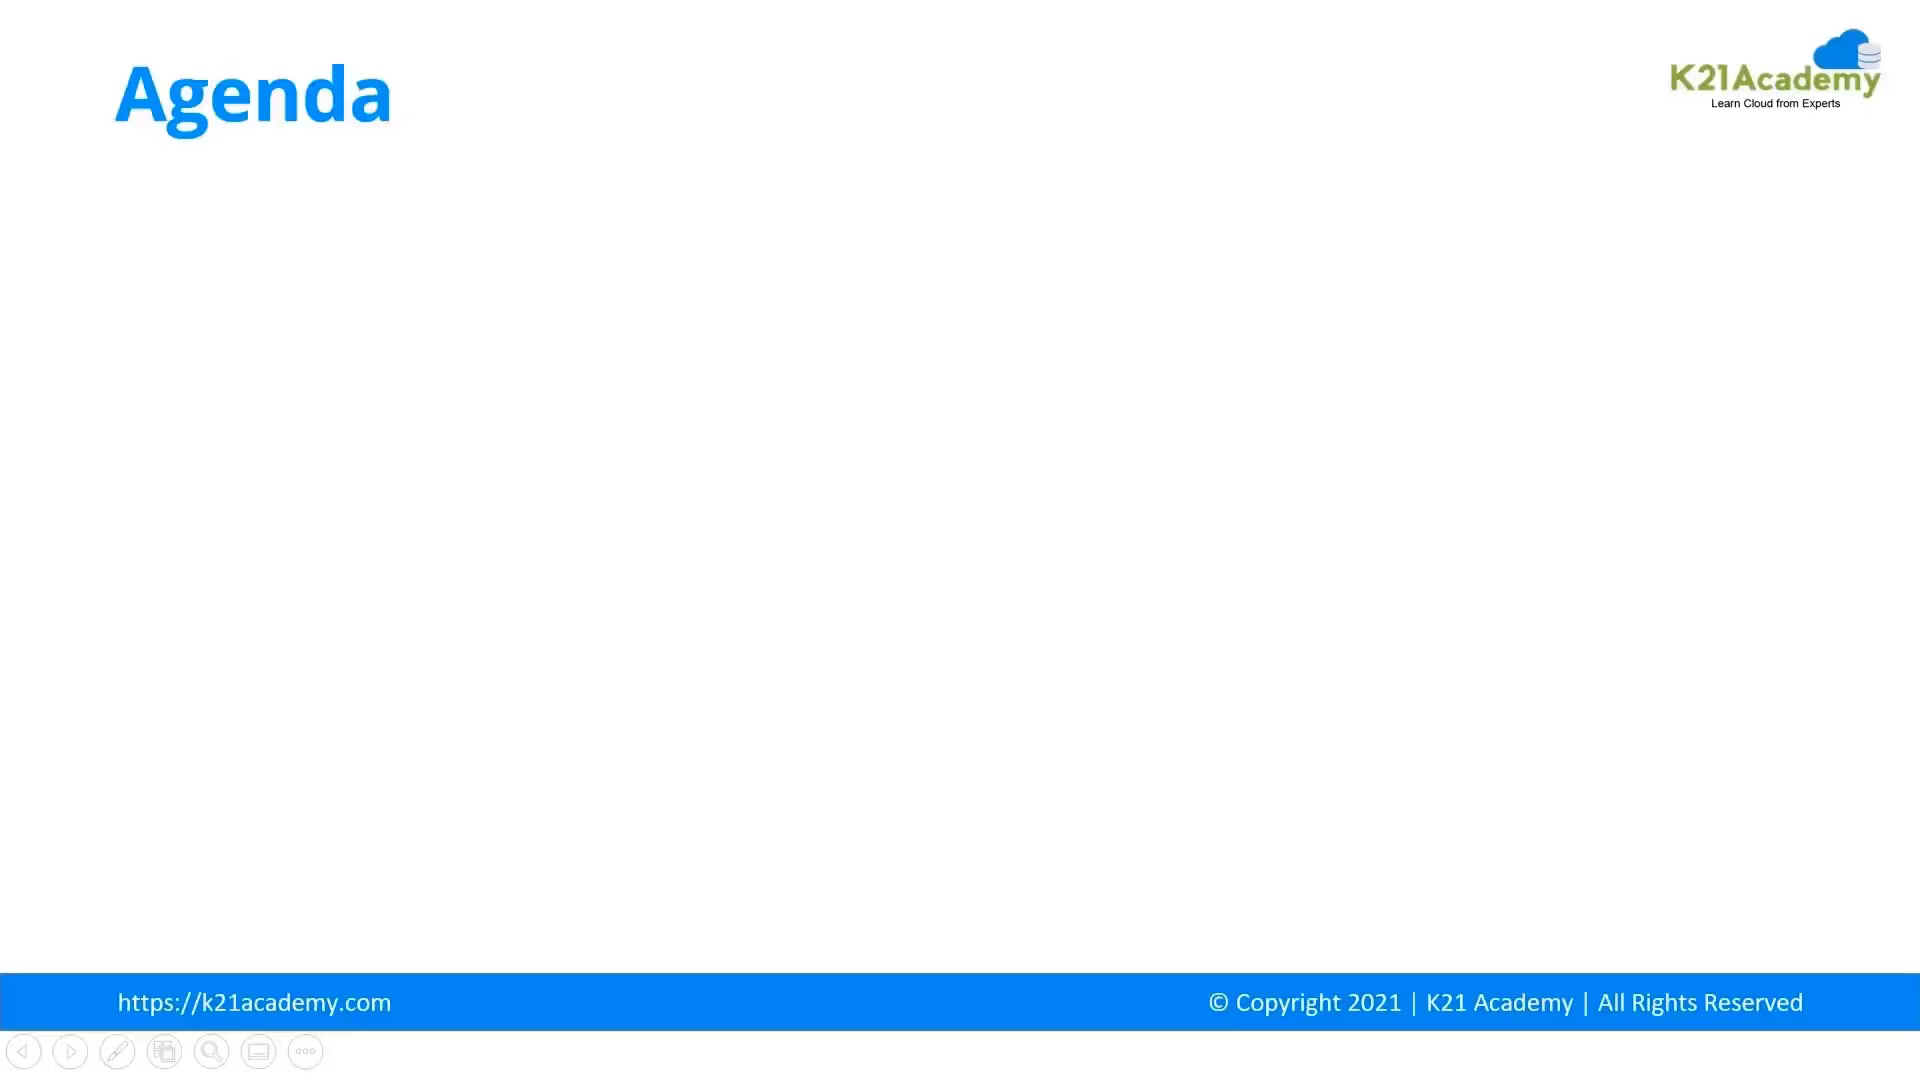 Agenda
K21Academy
Learn Cloud from Experts
https://k21academy.com
© Copyright 2021 | K21 Academy | All Rights Reserved